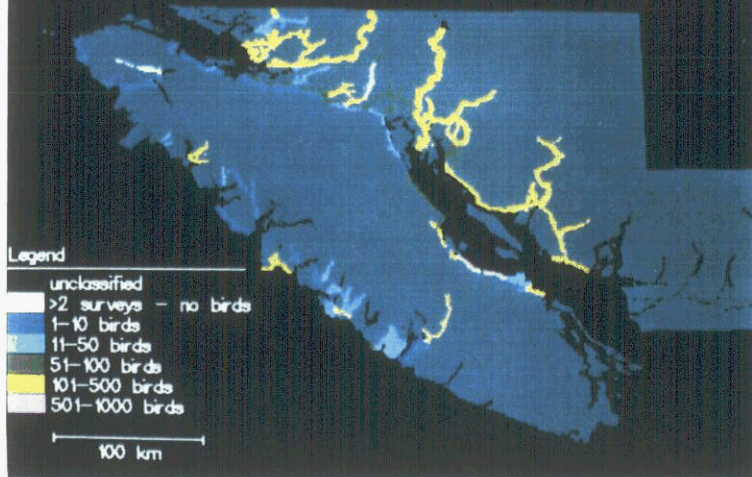 Legend
unclassified
>2 surveys - no birds
1-10 birds
11-50 birds
51-100 birds
101-500 birds
501-1000 birds
100 km